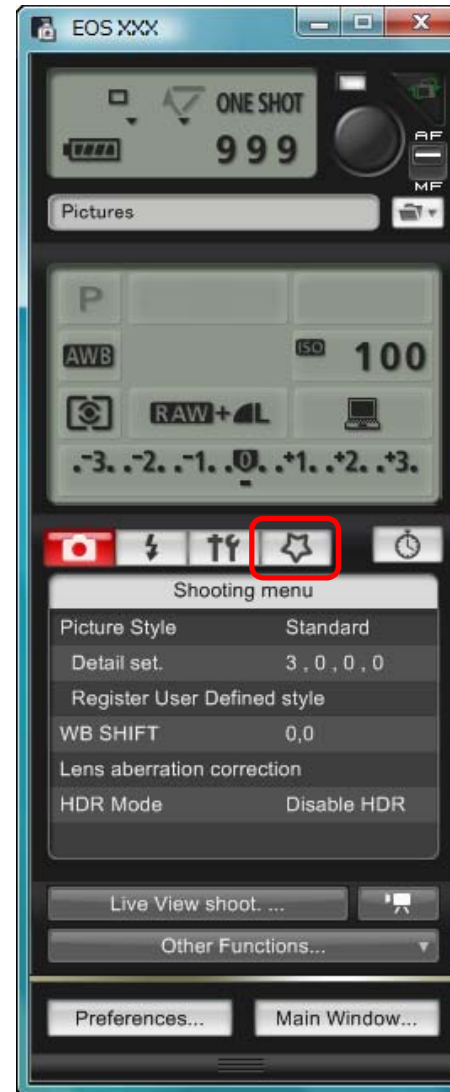 EOS XXX
ONE SHOT
999
AF
MF
Pictures
P
AWB
ISO 100
RAW+L
.-3. .-2. .-1. .0. .+1. .+2. .+3.
Shooting menu
Picture Style Standard
Detail set. 3 , 0 , 0 , 0
Register User Defined style
WB SHIFT 0,0
Lens aberration correction
HDR Mode Disable HDR
Live View shoot. ...
Other Functions...
Preferences... Main Window...